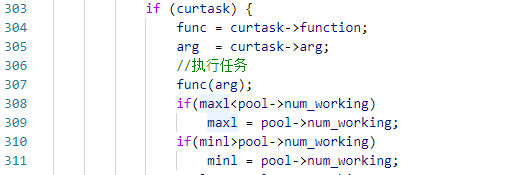 303 if (curtask) {
304 func = curtask->function;
305 arg  = curtask->arg;
306 //执行任务
307 func(arg);
308 if(maxl<pool->num_working)
309 maxl = pool->num_working;
310 if(minl>pool->num_working)
311 minl = pool->num_working;